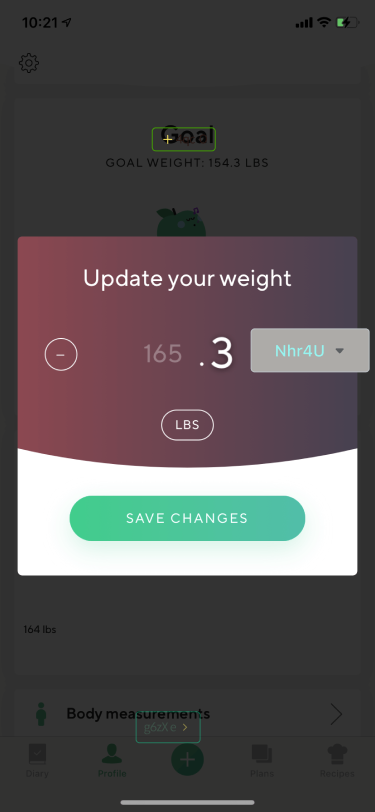 10:21
Goal
GOAL WEIGHT: 154.3 LBS
Update your weight
165 .3
Nhr4U
LBS
SAVE CHANGES
164 lbs
Body measurements
g6zX e
Diary
Profile
Plans
Recipes